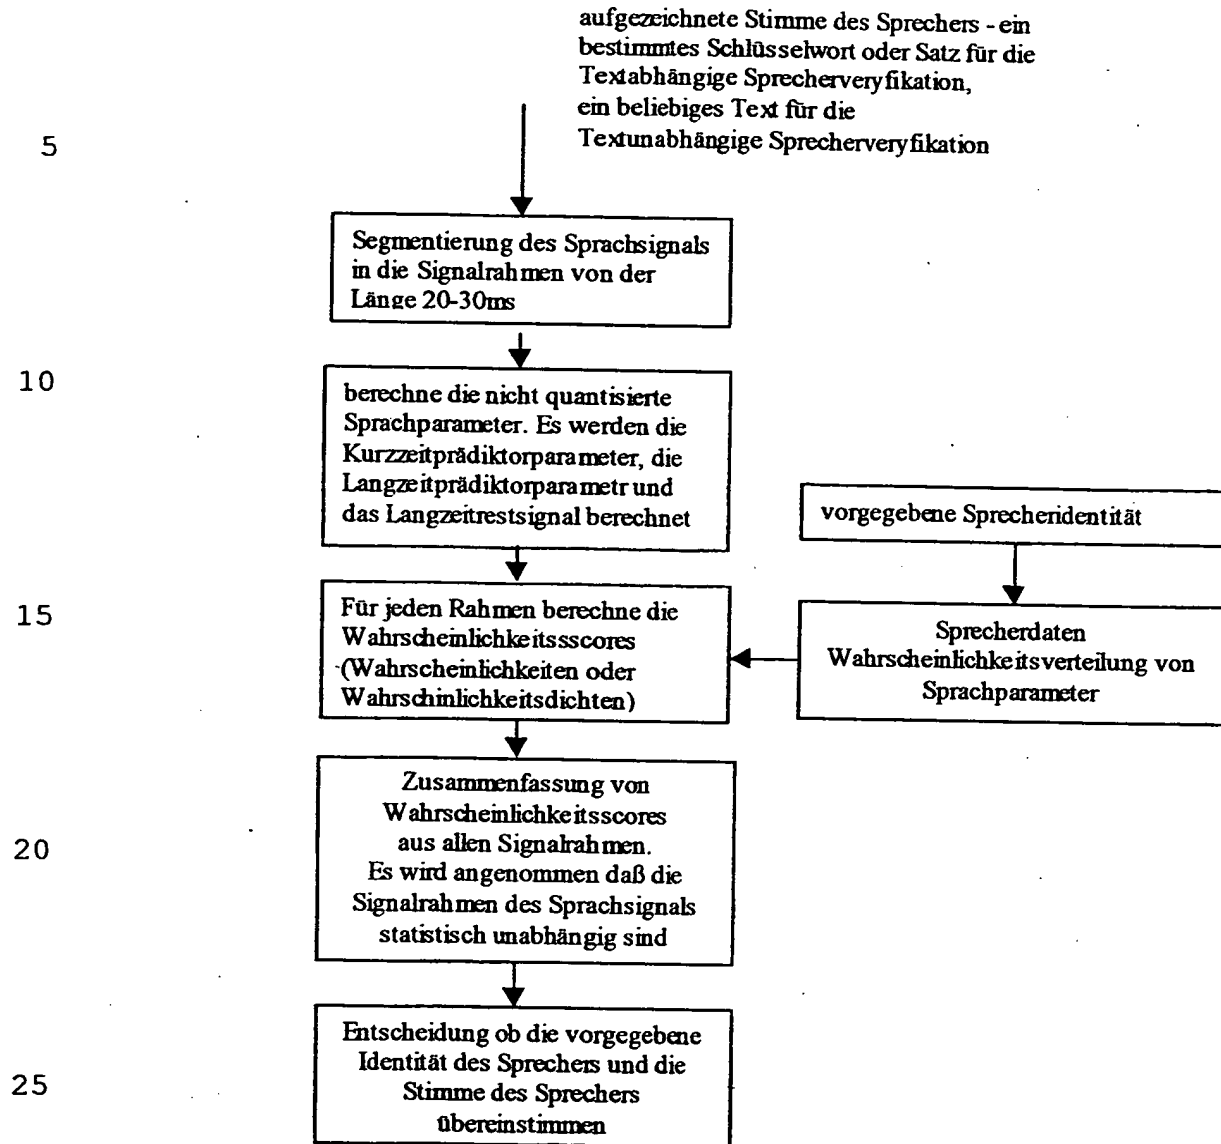 aufgezeichnete Stimme des Sprechers - ein
bestimmtes Schlüsselwort oder Satz für die
Textabhängige Sprecherveryfikation,
ein beliebiges Text für die
5
Textunabhängige Sprecherveryfikation
Segmentierung des Sprachsignals
in die Signalrahmen von der
Länge 20-30ms
10
berechne die nicht quantisierte
Sprachparameter. Es werden die
Kurzzeitprädiktorparameter, die
Langzeitprädiktorparametr und
das Langzeitrestsignal berechnet
vorgegebene Sprecheridentität
15
Für jeden Rahmen berechne die
Wahrscheinlichkeitssscores
(Wahrscheinlichkeiten oder
Wahrschinlichkeitsdichten)
Sprecherdaten
Wahrscheinlichkeitsverteilung von
Sprachparameter
Zusammenfassung von
Wahrscheinlichkeitsscores
20
aus allen Signalrahmen.
Es wird angenommen daß die
Signalrahmen des Sprachsignals
statistisch unabhängig sind
Entscheidung ob die vorgegebene
Identität des Sprechers und die
25
Stimme des Sprechers
übereinstimmen